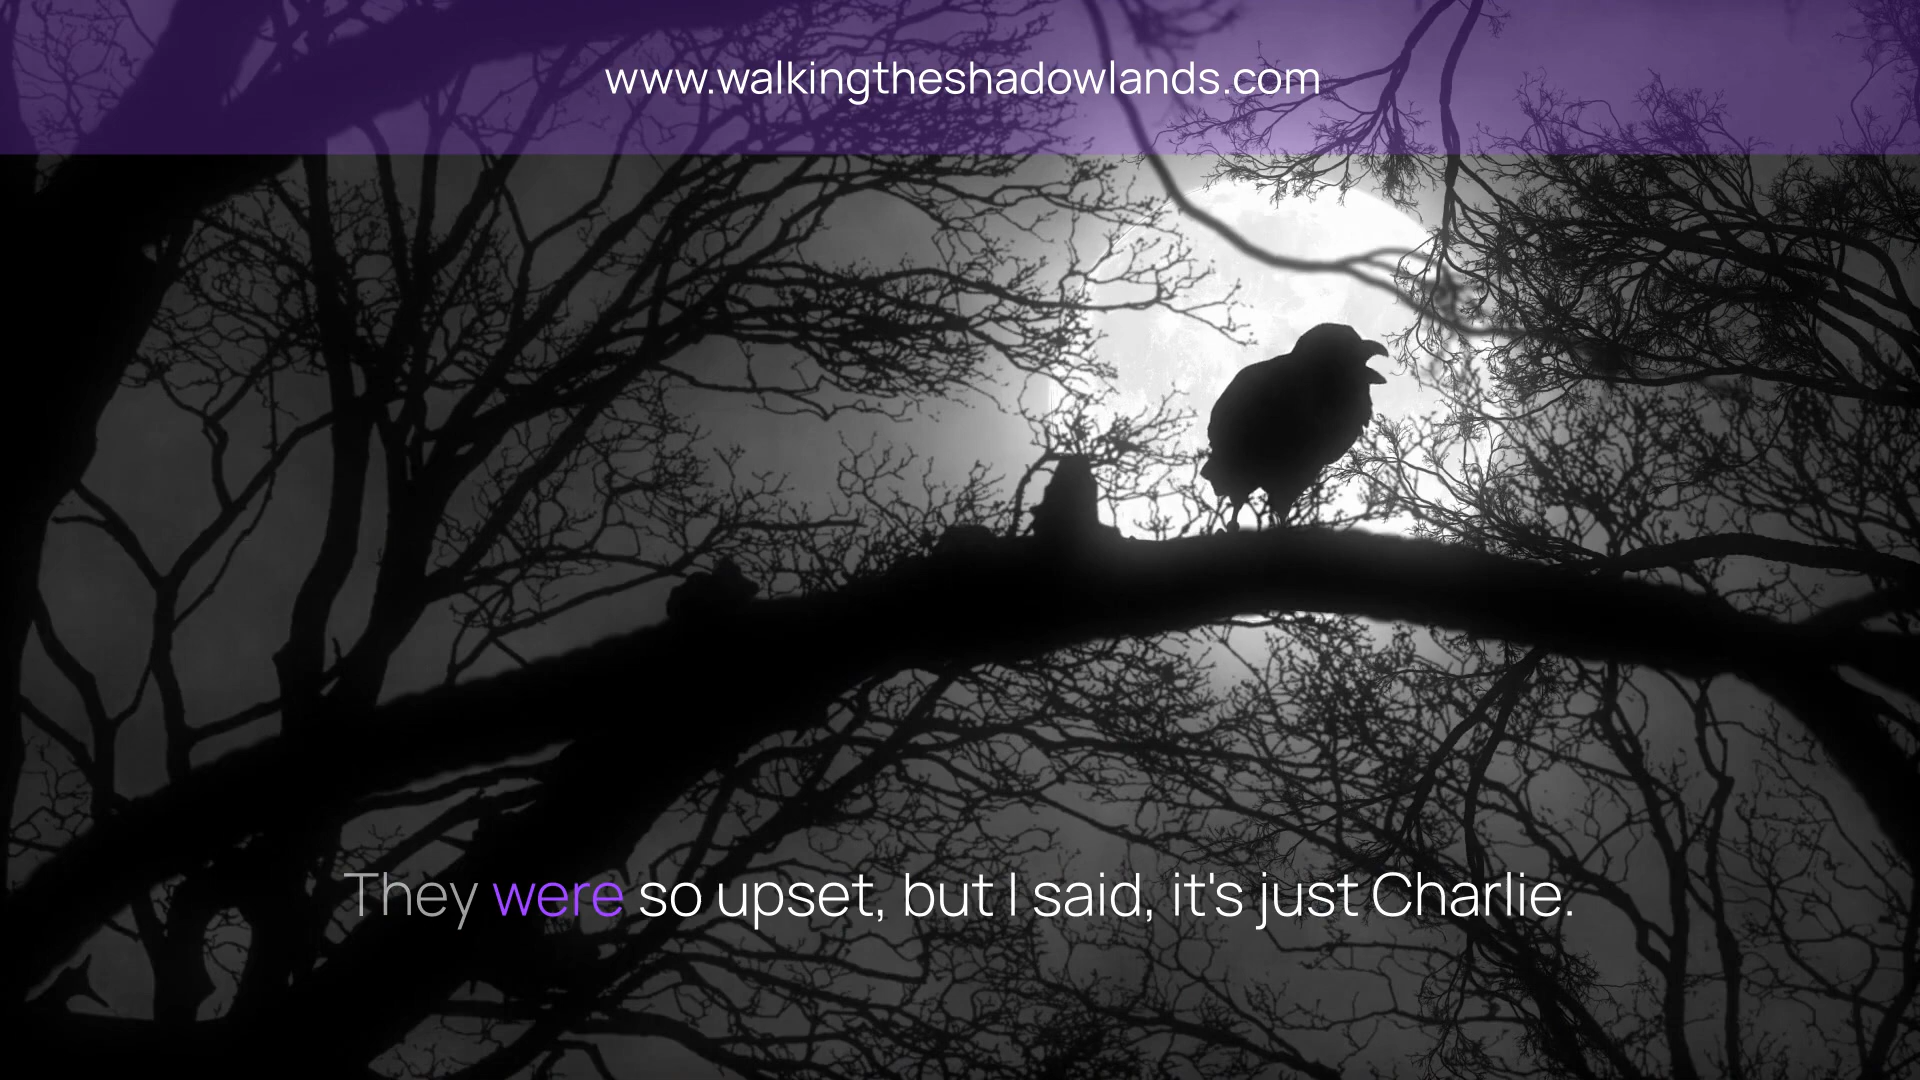 www.walkingtheshadowlands.com
They were so upset, but I said, it's just Charlie.